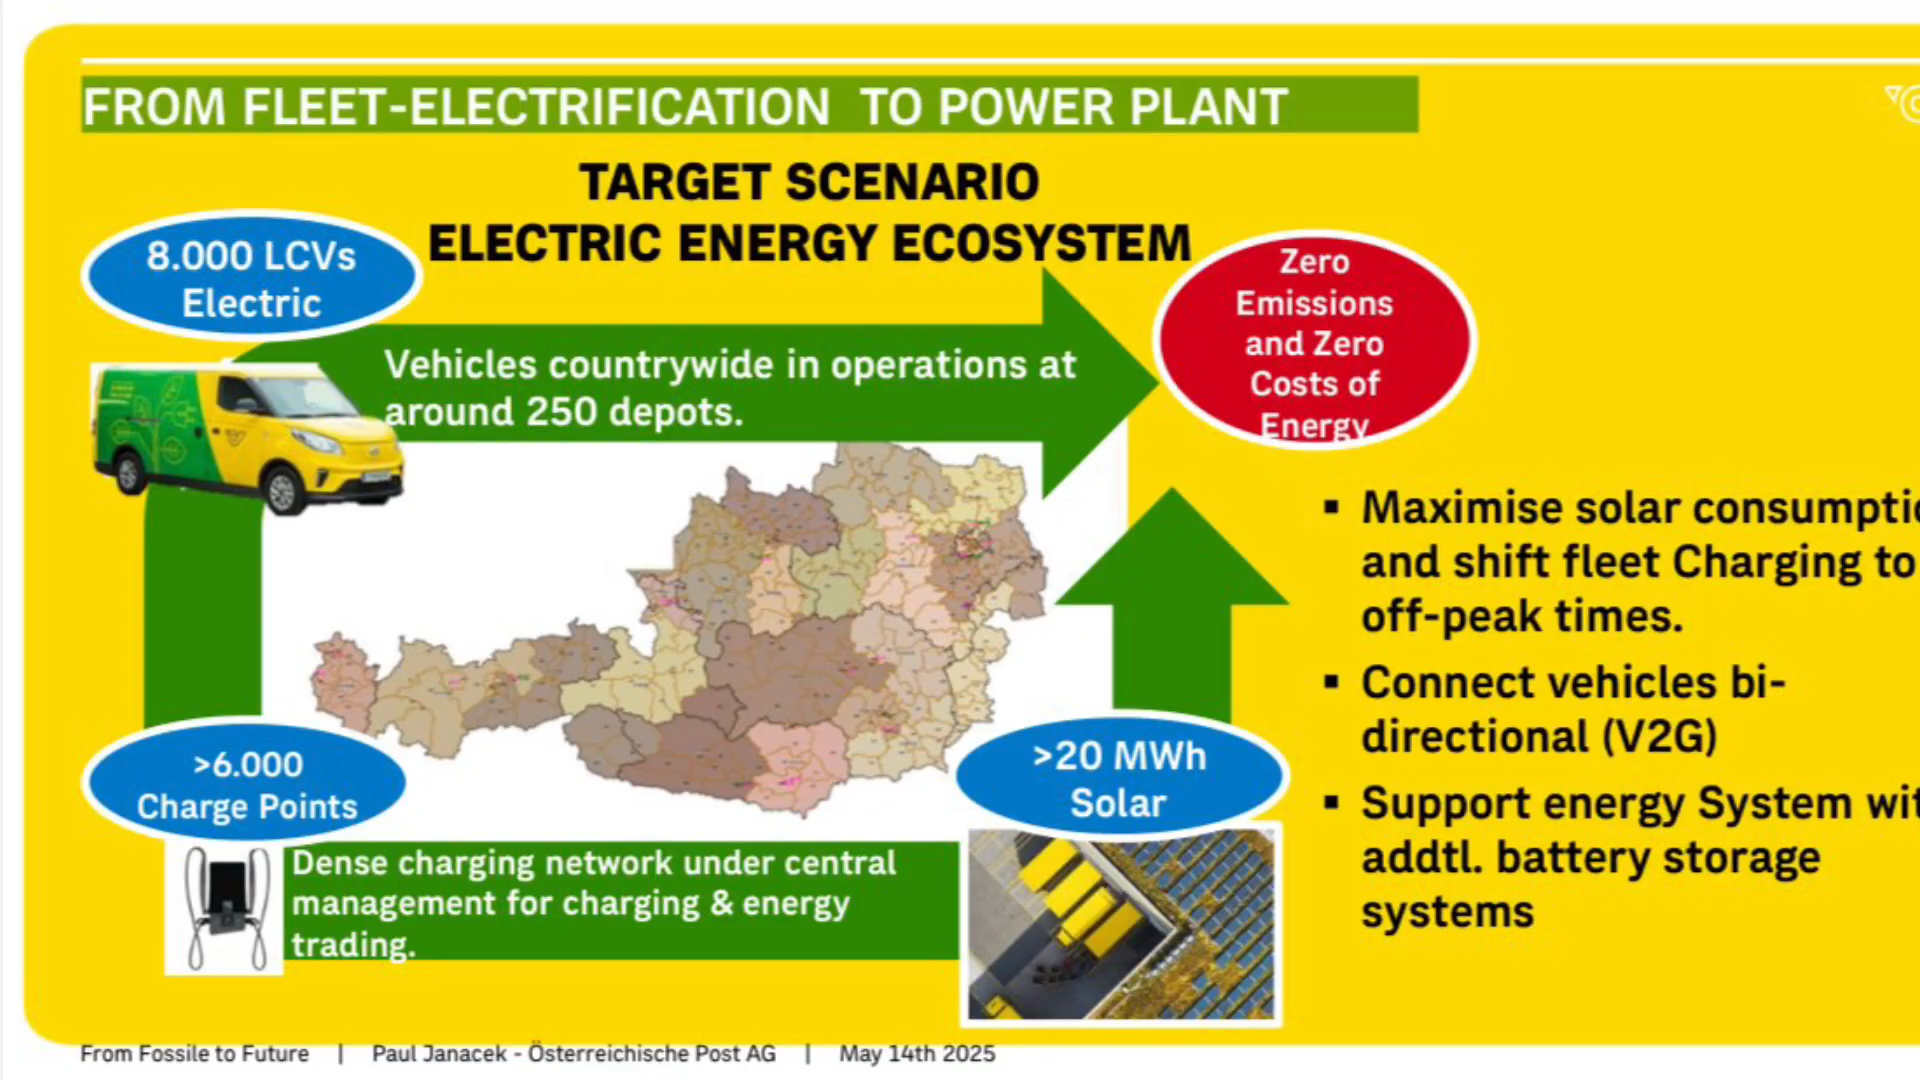 FROM FLEET-ELECTRIFICATION TO POWER PLANT
TARGET SCENARIO
ELECTRIC ENERGY ECOSYSTEM
8.000 LCVs
Electric
Zero
Emissions
and Zero
Costs of
Energy
Vehicles countrywide in operations at
around 250 depots.
>6.000
Charge Points
>20 MWh
Solar
Dense charging network under central
management for charging & energy
trading.
▪ Maximise solar consumptio
and shift fleet Charging to
off-peak times.
▪ Connect vehicles bi-
directional (V2G)
▪ Support energy System wit
addtl. battery storage
systems
From Fossile to Future | Paul Janacek - Österreichische Post AG | May 14th 2025